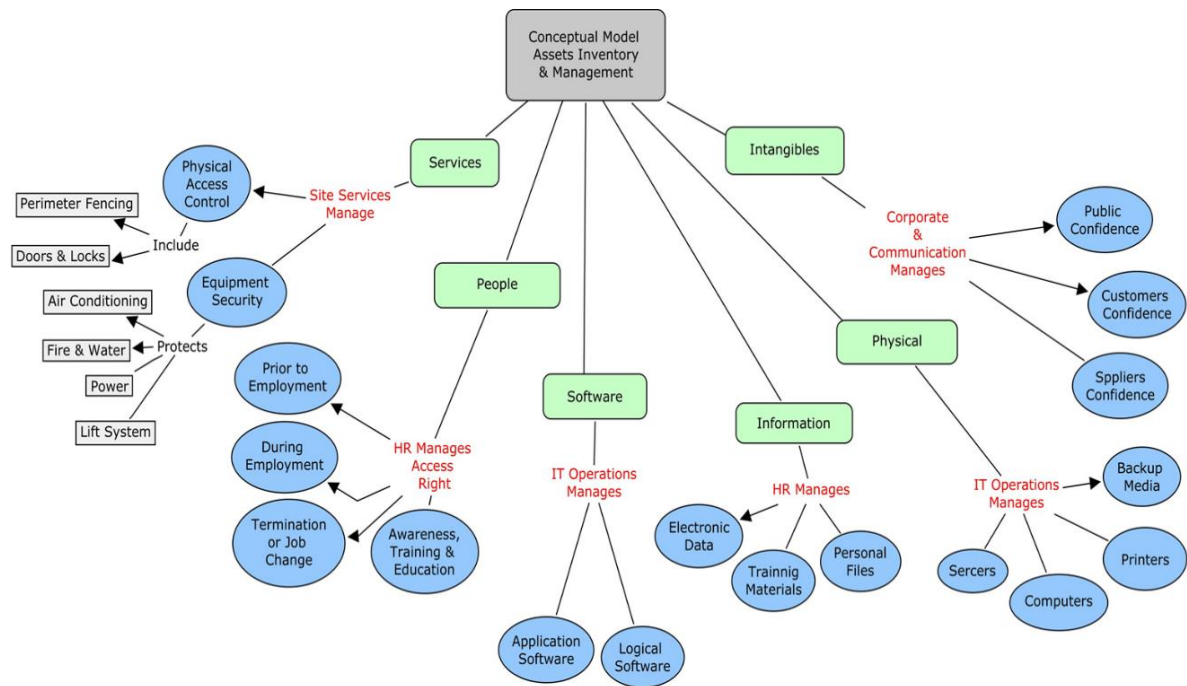 Conceptual Model
Assets Inventory
& Management
Services
Intangibles
Physical
Access
Control
Site Services
Manage
Perimeter Fencing
Include
Doors & Locks
Equipment
Security
Air Conditioning
Protects
Fire & Water
Power
Lift System
People
Prior to
Employment
During
Employment
HR Manages
Access
Right
Termination
or Job
Change
Awareness,
Training &
Education
Software
IT Operations
Manages
Application
Software
Logical
Software
Information
HR Manages
Electronic
Data
Trainnig
Materials
Personal
Files
Physical
IT Operations
Manages
Backup
Media
Printers
Computers
Sercers
Corporate
&
Communication
Manages
Public
Confidence
Customers
Confidence
Sppliers
Confidence